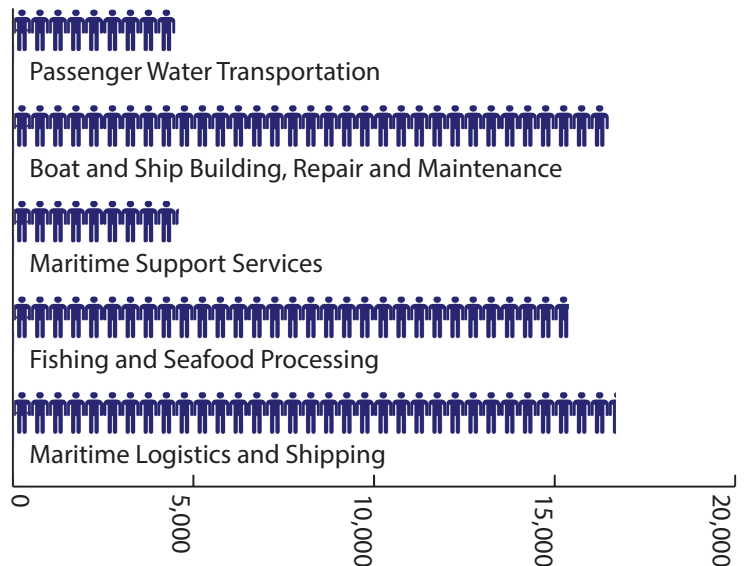 Passenger Water Transportation
Boat and Ship Building, Repair and Maintenance
Maritime Support Services
Fishing and Seafood Processing
Maritime Logistics and Shipping
0
5,000
10,000
15,000
20,000